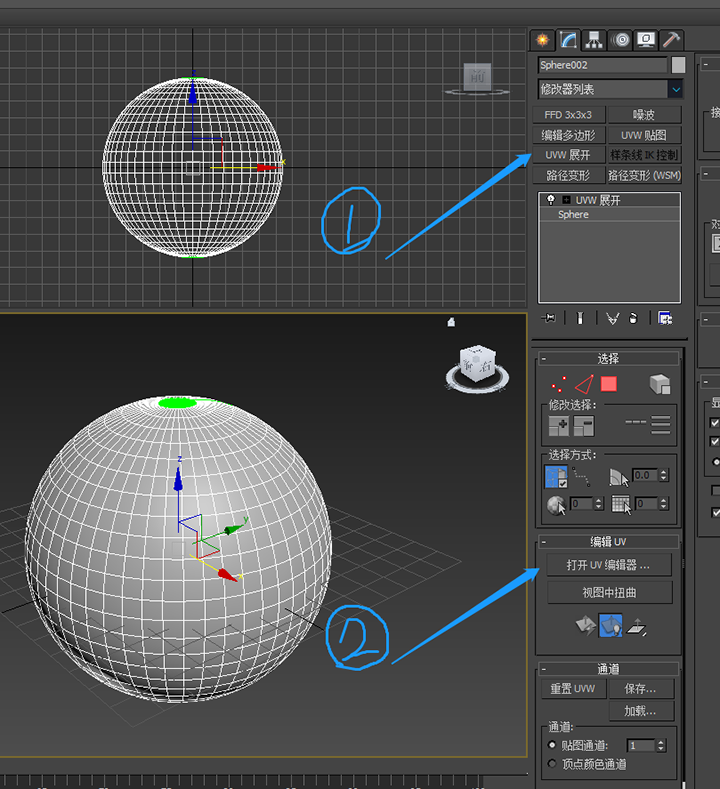 Sphere002
修改器列表
FFD 3x3x3 噪波
编辑多边形 UVW 贴图
UVW 展开 样条线 IK 控制
路径变形 路径变形 (WSM)
UVW 展开
Sphere
前
z
x
①
选择
修改选择:
选择方式:
0.0
0 0
编辑 UV
打开 UV 编辑器 ...
视图中扭曲
②
通道
重置 UVW 保存...
加载...
通道:
贴图通道: 1
顶点颜色通道
z
y
x